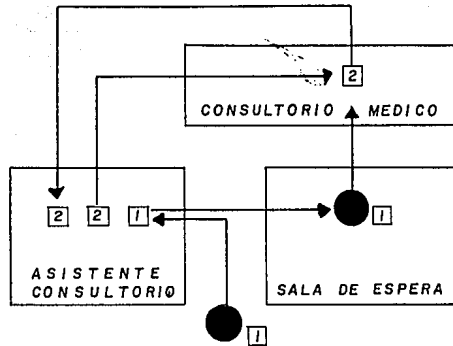 2
CONSULTORIO MEDICO
2 2 1
1
ASISTENTE
CONSULTORIO
SALA DE ESPERA
1